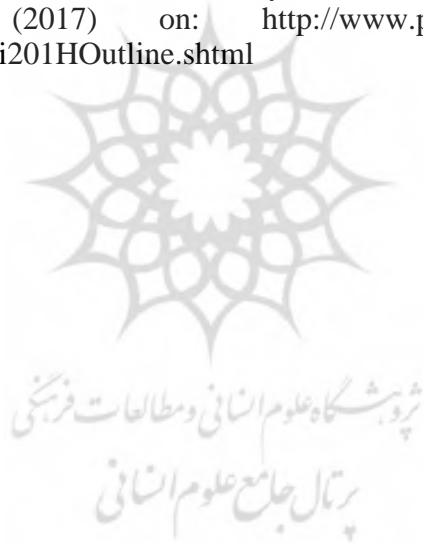 (2017) on: http://www.p
i201HOutline.shtml
پژوهشگاه علوم انسانی و مطالعات فرهنگی
پرتال جامع علوم انسانی